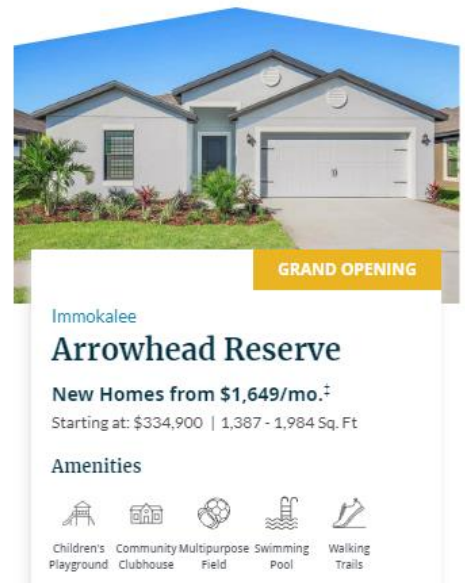 GRAND OPENING
Immokalee
Arrowhead Reserve
New Homes from $1,649/mo.‡
Starting at: $334,900 | 1,387 - 1,984 Sq. Ft
Amenities
Children's Playground
Community Clubhouse
Multipurpose Field
Swimming Pool
Walking Trails